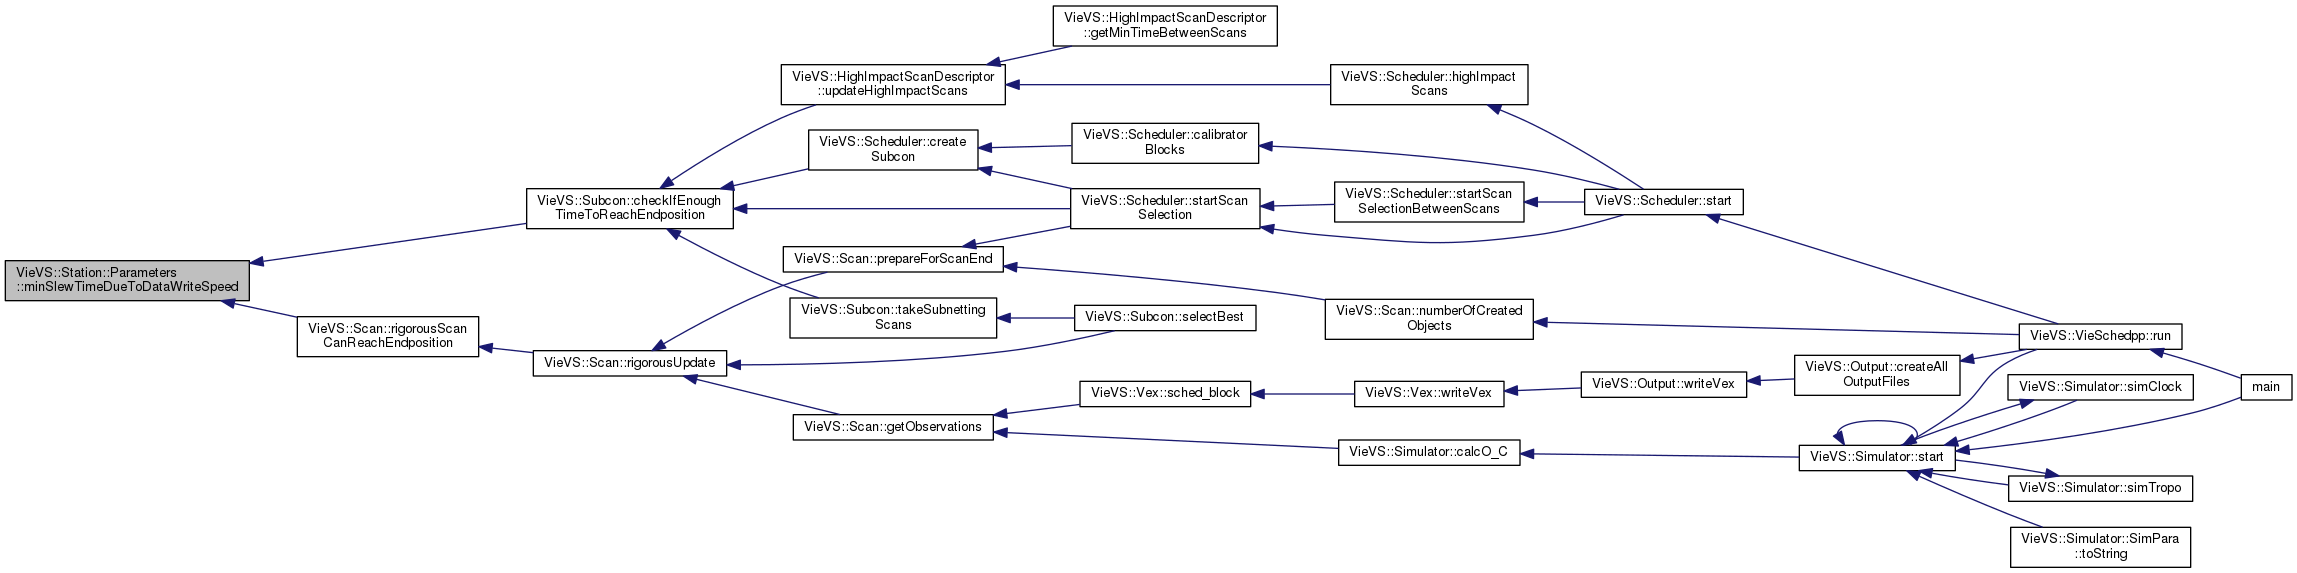 VieVS::HighImpactScanDescriptor
::getMinTimeBetweenScans
VieVS::HighImpactScanDescriptor
::updateHighImpactScans
VieVS::Scheduler::highImpact
Scans
VieVS::Scheduler::create
Subcon
VieVS::Scheduler::calibrator
Blocks
VieVS::Subcon::checkIfEnough
TimeToReachEndposition
VieVS::Scheduler::startScan
Selection
VieVS::Scheduler::startScan
SelectionBetweenScans
VieVS::Scheduler::start
VieVS::Station::Parameters
::minSlewTimeDueToDataWriteSpeed
VieVS::Scan::prepareForScanEnd
VieVS::Subcon::takeSubnetting
Scans
VieVS::Subcon::selectBest
VieVS::Scan::numberOfCreated
Objects
VieVS::Scan::rigorousScan
CanReachEndposition
VieVS::Scan::rigorousUpdate
VieVS::VieSchedpp::run
VieVS::Output::createAll
OutputFiles
VieVS::Vex::sched_block
VieVS::Vex::writeVex
VieVS::Output::writeVex
VieVS::Simulator::simClock
main
VieVS::Scan::getObservations
VieVS::Simulator::calcO_C
VieVS::Simulator::start
VieVS::Simulator::simTropo
VieVS::Simulator::SimPara
::toString